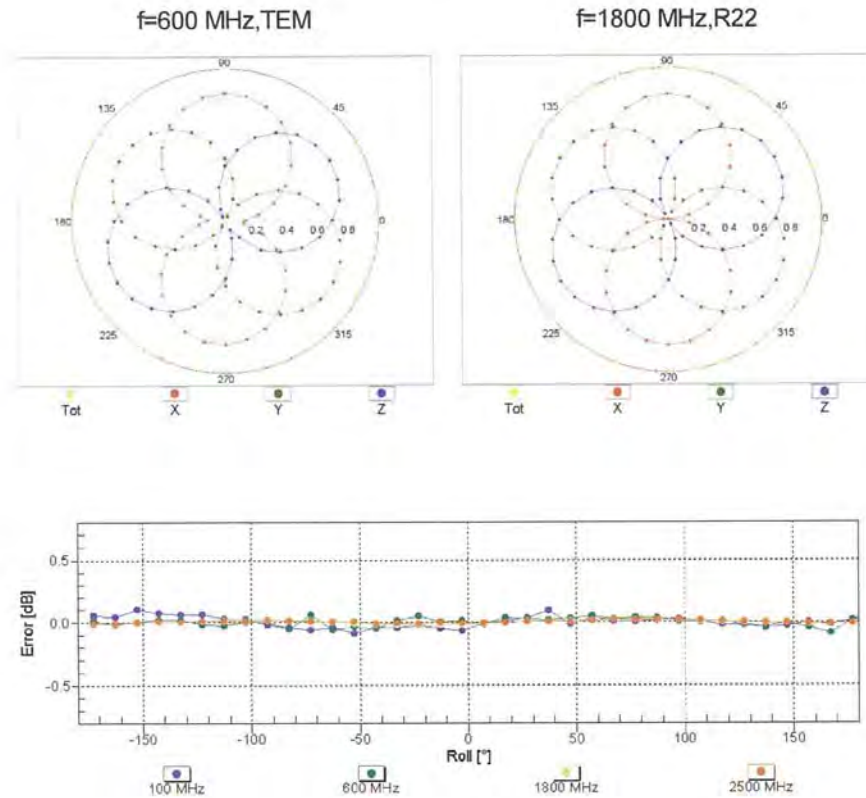 f=600 MHz,TEM
f=1800 MHz,R22
90
135
45
180
0.2 0.4 0.6 0.8
0
225
315
270
Tot X Y Z
90
135
45
180
0.2 0.4 0.6 0.8
0
225
315
270
Tot X Y Z
Error [dB]
0.5
0.0
-0.5
-150 -100 -50 0 50 100 150
Roll [°]
100 MHz 600 MHz 1800 MHz 2500 MHz